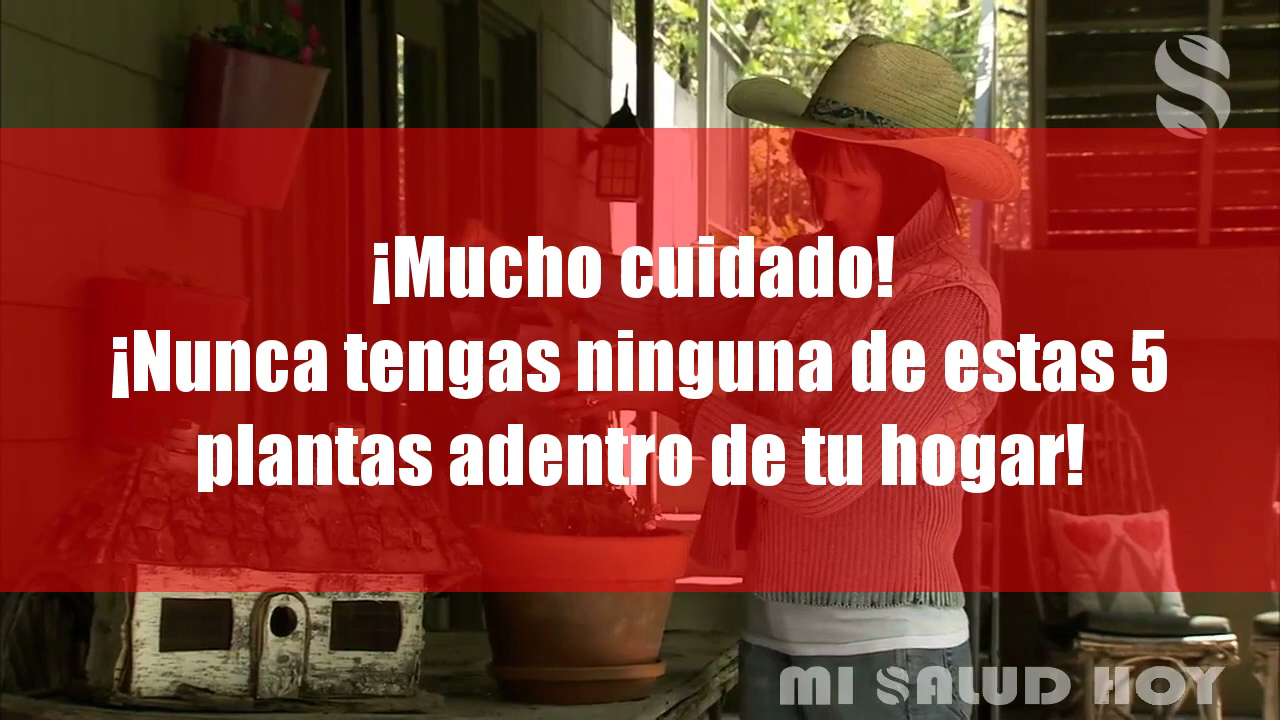 ¡Mucho cuidado!
¡Nunca tengas ninguna de estas 5
plantas adentro de tu hogar!
MI SALUD HOY